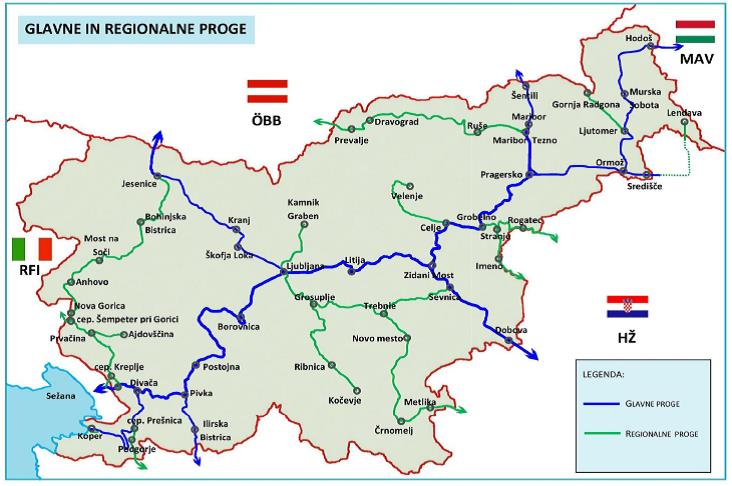 GLAVNE IN REGIONALNE PROGE
Hodoš
MAV
Šentilj
Murska
Sobota
Gornja Radgona
Lendava
ÖBB
Dravograd
Maribor
Ruše
Ljutomer
Prevalje
Maribor Tezno
Ormož
Pragersko
Središče
Jesenice
Velenje
Kamnik
Graben
Bohinjska
Bistrica
Kranj
Grobelno
Rogatec
Celje
Stranje
Most na
Soči
Škofja Loka
RFI
Ljubljana
Litija
Imeno
Zidani Most
Anhovo
Sevnica
Grosuplje
Trebnje
Nova Gorica
cep. Šempeter pri Gorici
HŽ
Borovnica
Dobova
Prvačina
Ajdovščina
Novo mesto
cep. Kreplje
Postojna
Ribnica
LEGENDA:
Divača
Sežana
Pivka
Kočevje
Metlika
GLAVNE PROGE
cep. Prešnica
Ilirska
Bistrica
Črnomelj
Koper
REGIONALNE PROGE
Podgorje